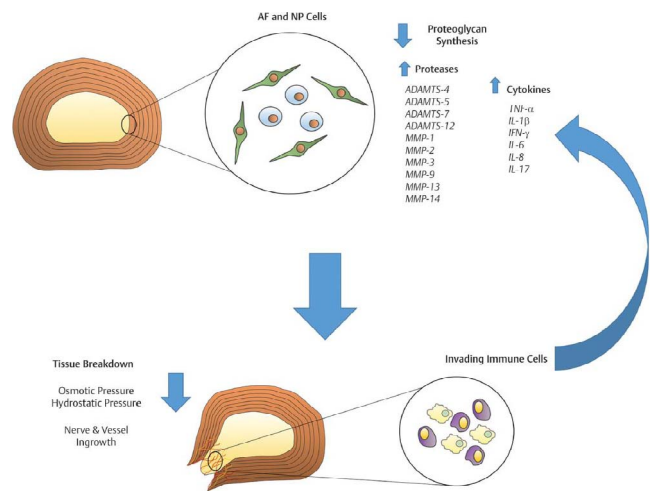 AF and NP Cells
Proteoglycan
Synthesis
Proteases
ADAMTS-4
ADAMTS-5
ADAMTS-7
ADAMTS-12
MMP-1
MMP-2
MMP-3
MMP-9
MMP-13
MMP-14
Cytokines
TNF-α
IL-1β
IFN-γ
IL-6
IL-8
IL-17
Tissue Breakdown
Osmotic Pressure
Hydrostatic Pressure
Nerve & Vessel
Ingrowth
Invading Immune Cells